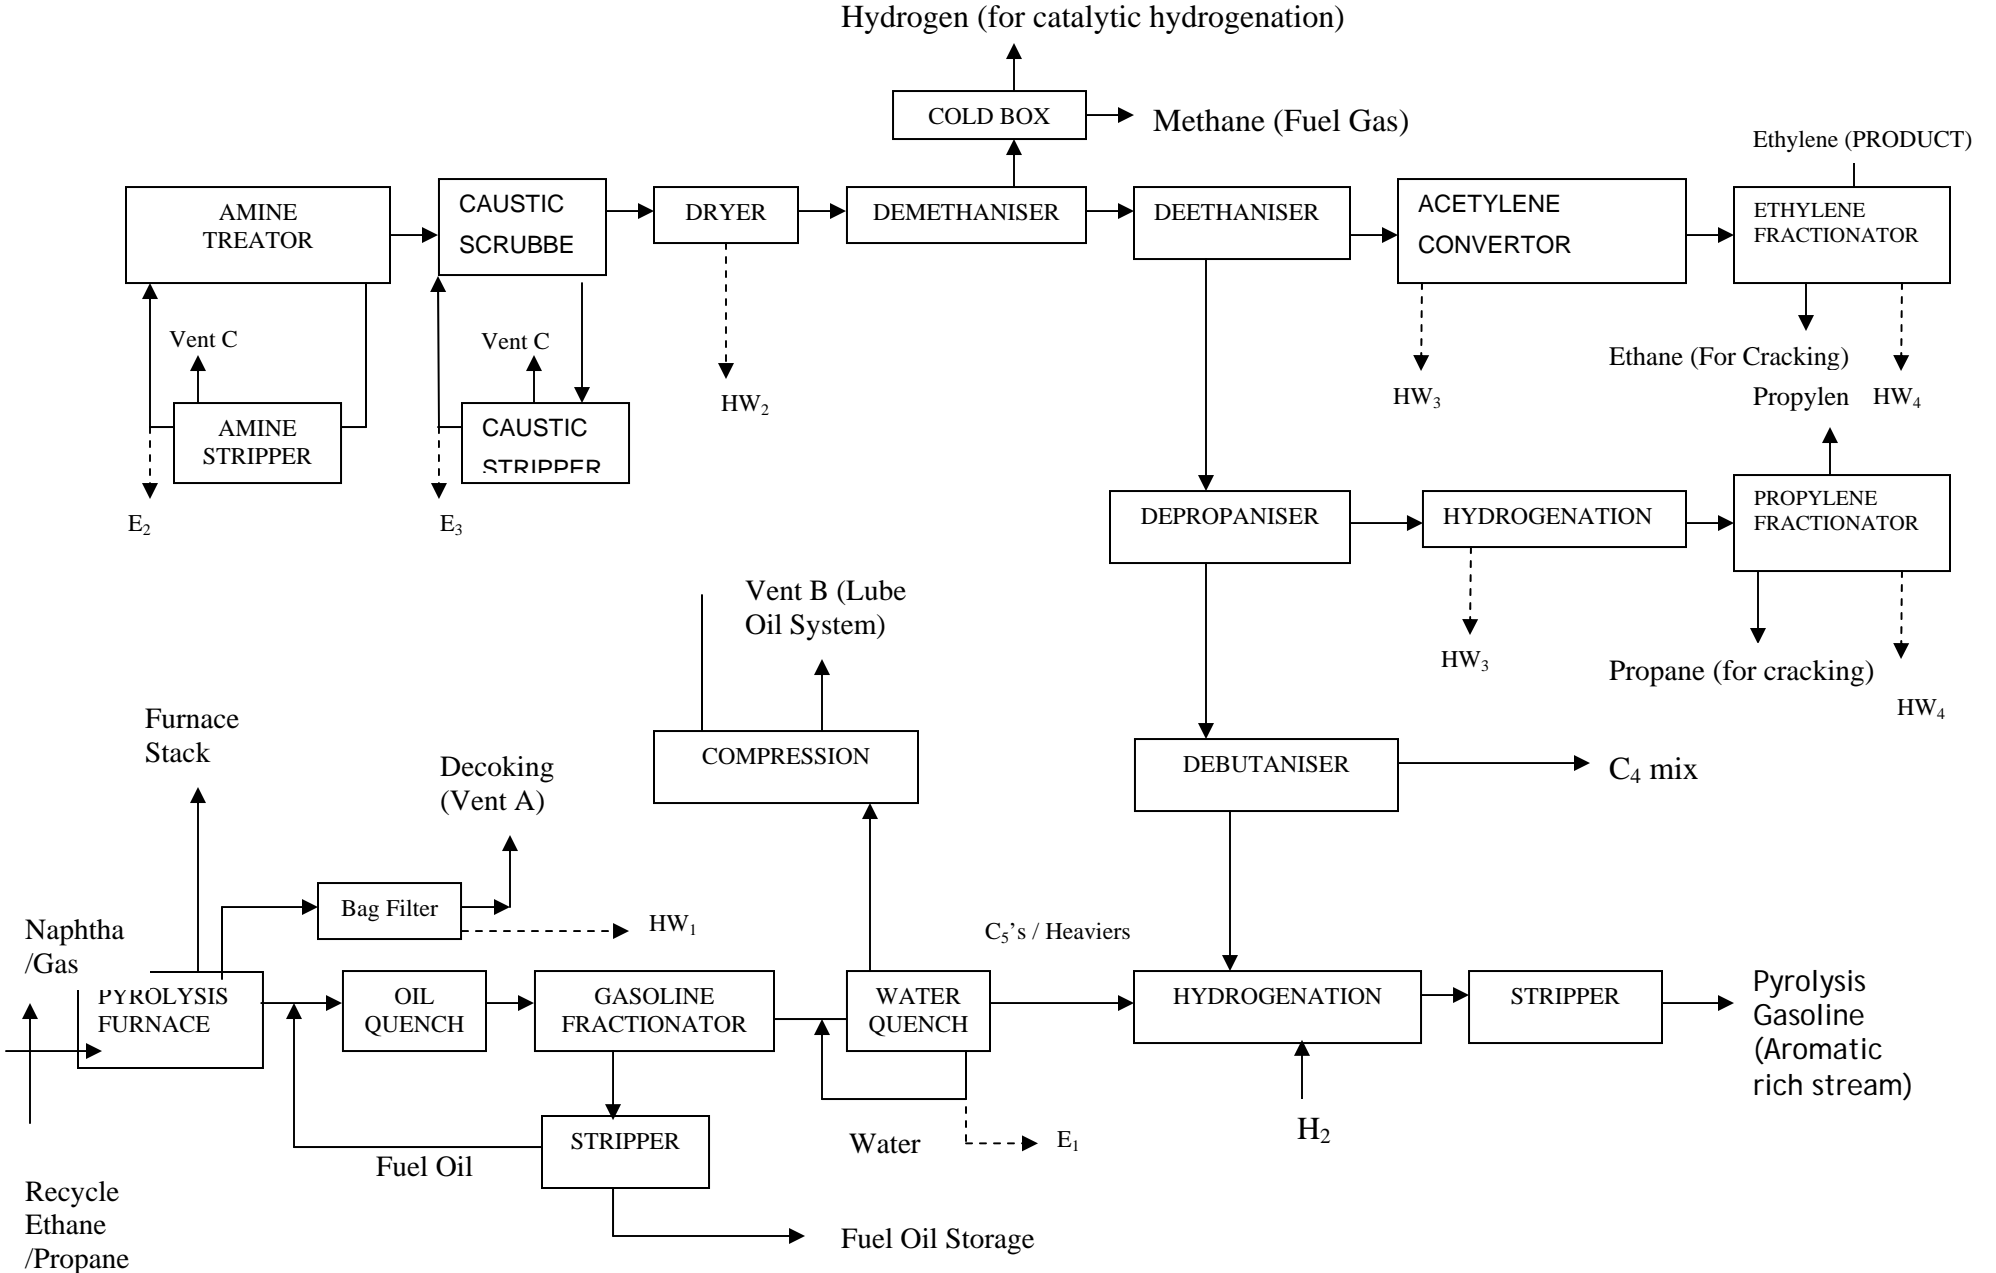 Hydrogen (for catalytic hydrogenation)
COLD BOX
Methane (Fuel Gas)
Ethylene (PRODUCT)
AMINE
TREATOR
CAUSTIC
SCRUBBE
DRYER
DEMETHANISER
DEETHANISER
ACETYLENE
CONVERTOR
ETHYLENE
FRACTIONATOR
Vent C
Vent C
HW₂
HW₃
Ethane (For Cracking)
Propylen
HW₄
AMINE
STRIPPER
CAUSTIC
STRIPPER
E₂
E₃
DEPROPANISER
HYDROGENATION
PROPYLENE
FRACTIONATOR
Vent B (Lube
Oil System)
HW₃
Propane (for cracking)
HW₄
Furnace
Stack
Decoking
(Vent A)
COMPRESSION
DEBUTANISER
C₄ mix
Bag Filter
HW₁
Naphtha
/Gas
C₅’s / Heaviers
PYROLYSIS
FURNACE
OIL
QUENCH
GASOLINE
FRACTIONATOR
WATER
QUENCH
HYDROGENATION
STRIPPER
Pyrolysis
Gasoline
(Aromatic
rich stream)
STRIPPER
Fuel Oil
Water
E₁
H₂
Recycle
Ethane
/Propane
Fuel Oil Storage